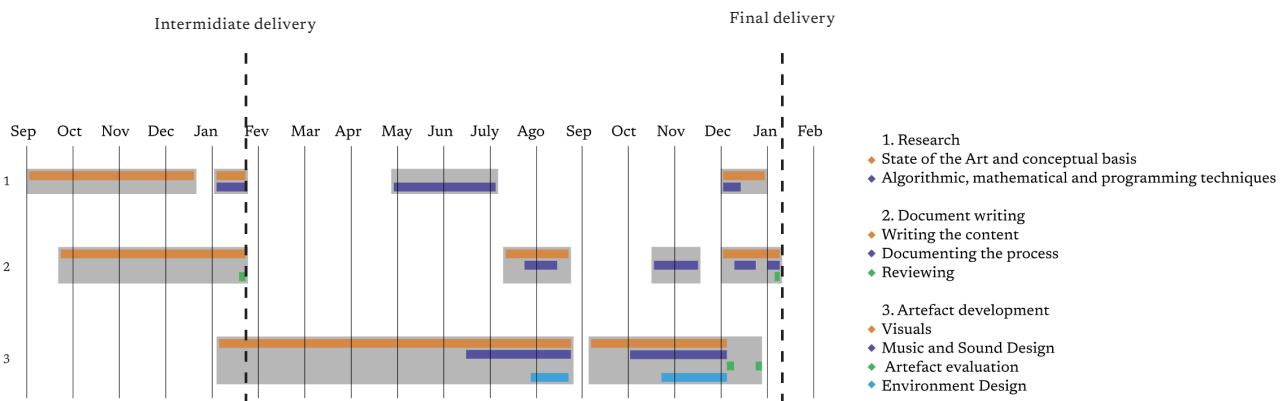 Intermidiate delivery
Final delivery
Sep Oct Nov Dec Jan Fev Mar Apr May Jun July Ago Sep Oct Nov Dec Jan Feb
1
2
3
1. Research
State of the Art and conceptual basis
Algorithmic, mathematical and programming techniques
2. Document writing
Writing the content
Documenting the process
Reviewing
3. Artefact development
Visuals
Music and Sound Design
Artefact evaluation
Environment Design